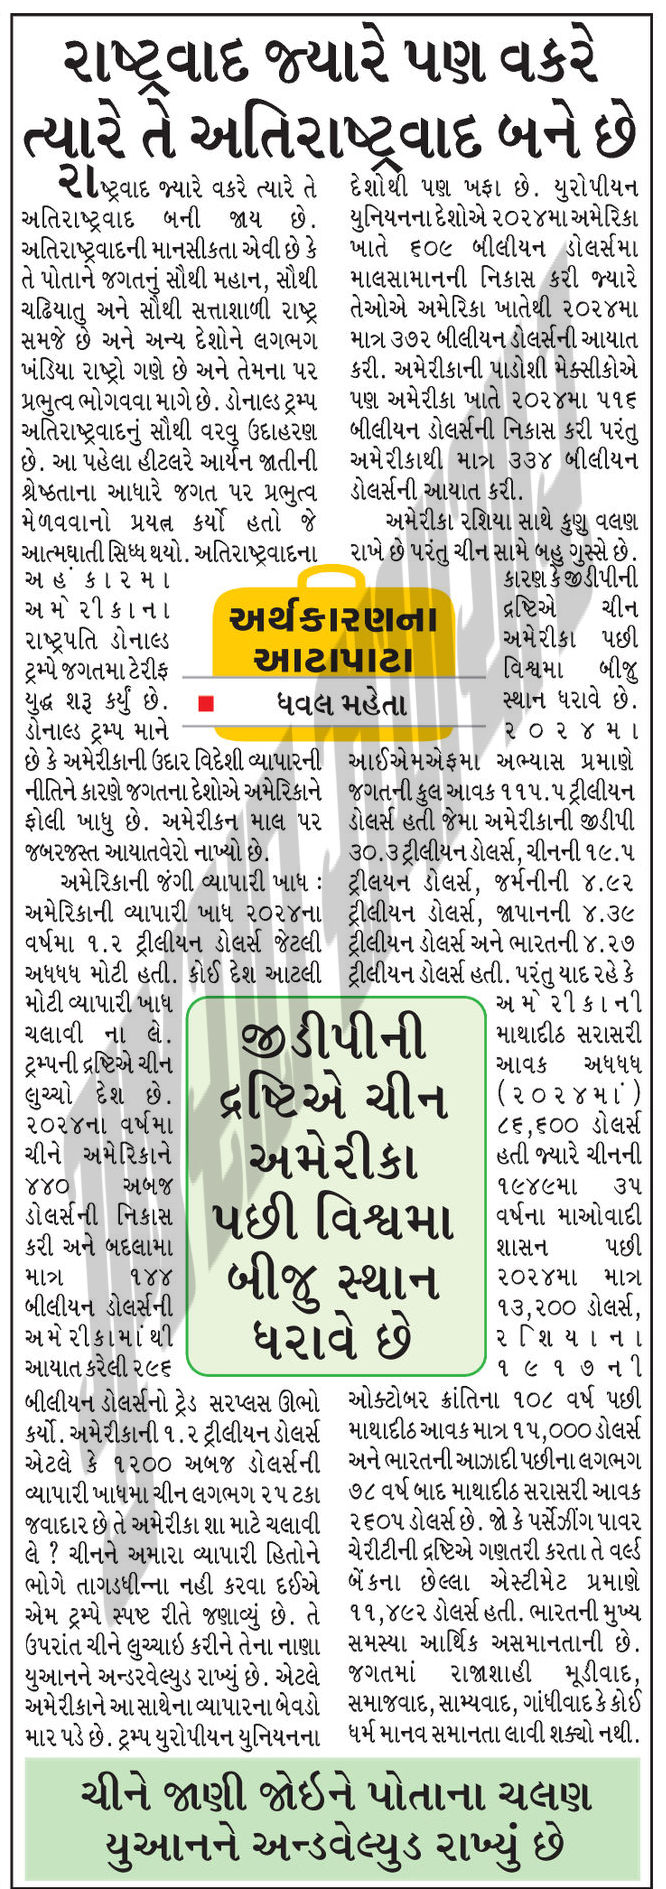 રાષ્ટ્રવાદ જ્યારે પણ વકરે
ત્યારે તે અતિરાષ્ટ્રવાદ બને છે
રાષ્ટ્રવાદ જ્યારે વકરે ત્યારે તે
અતિરાષ્ટ્રવાદ બની જાય છે.
અતિરાષ્ટ્રવાદની માનસીકતા એવી છે કે
તે પોતાને જગતનું સૌથી મહાન, સૌથી
ચઢિયાતુ અને સૌથી સત્તાશાળી રાષ્ટ્ર
સમજે છે અને અન્ય દેશોને લગભગ
ખંડિયા રાષ્ટ્રો ગણે છે અને તેમના પર
પ્રભુત્વ ભોગવવા માગે છે. ડોનાલ્ડ ટ્રમ્પ
અતિરાષ્ટ્રવાદનું સૌથી વરવુ ઉદાહરણ
છે. આ પહેલા હીટલરે આર્યન જાતીની
શ્રેષ્ઠતાના આધારે જગત પર પ્રભુત્વ
મેળવવાનો પ્રયત્ન કર્યો હતો જે
આત્મઘાતી સિધ્ધ થયો. અતિરાષ્ટ્રવાદના
અહંકારમા
અમેરીકાના
રાષ્ટ્રપતિ ડોનાલ્ડ
ટ્રમ્પે જગતમા ટેરીફ
યુદ્ધ શરૂ કર્યું છે.
ડોનાલ્ડ ટ્રમ્પ માને
છે કે અમેરીકાની ઉદાર વિદેશી વ્યાપારની
નીતિને કારણે જગતના દેશોએ અમેરિકાને
ફોલી ખાધુ છે. અમેરીકન માલ પર
જબરજસ્ત આયાતવેરો નાખ્યો છે.
અમેરિકાની જંગી વ્યાપારી ખાધ :
અમેરિકાની વ્યાપારી ખાધ ૨૦૨૪ના
વર્ષમા ૧.૨ ટ્રીલીયન ડોલર્સ જેટલી
અધધધ મોટી હતી. કોઈ દેશ આટલી
મોટી વ્યાપારી ખાધ
ચલાવી ના લે.
ટ્રમ્પની દ્રષ્ટિએ ચીન
લુચ્ચો દેશ છે.
૨૦૨૪ના વર્ષમા
ચીને અમેરિકાને
૪૪૦ અબજ
ડોલર્સની નિકાસ
કરી અને બદલામા
માત્ર ૧૪૪
બીલીયન ડોલર્સની
અમેરીકામાંથી
આયાત કરેલી ૨૯૬
બીલીયન ડોલર્સનો ટ્રેડ સરપ્લસ ઊભો
કર્યો. અમેરીકાની ૧.૨ ટ્રીલીયન ડોલર્સ
એટલે કે ૧૨૦૦ અબજ ડોલર્સની
વ્યાપારી ખાધમા ચીન લગભગ ૨૫ ટકા
જવાદાર છે તે અમેરીકા શા માટે ચલાવી
લે ? ચીનને અમારા વ્યાપારી હિતોને
ભોગે તાગડધીન્ના નહી કરવા દઈએ
એમ ટ્રમ્પે સ્પષ્ટ રીતે જણાવ્યું છે. તે
ઉપરાંત ચીને લુચ્ચાઇ કરીને તેના નાણા
યુઆનને અન્ડરવેલ્યુડ રાખ્યું છે. એટલે
અમેરીકાને આ સાથેના વ્યાપારના બેવડો
માર પડે છે. ટ્રમ્પ યુરોપીયન યુનિયનના
દેશોથી પણ ખફા છે. યુરોપીયન
યુનિયનના દેશોએ ૨૦૨૪મા અમેરિકા
ખાતે ૬૦૯ બીલીયન ડોલર્સમા
માલસામાનની નિકાસ કરી જ્યારે
તેઓએ અમેરિકા ખાતેથી ૨૦૨૪મા
માત્ર ૩૭૨ બીલીયન ડોલર્સની આયાત
કરી. અમેરીકાની પાડોશી મેક્સીકોએ
પણ અમેરીકા ખાતે ૨૦૨૪મા ૫૧૬
બીલીયન ડોલર્સની નિકાસ કરી પરંતુ
અમેરીકાથી માત્ર ૩૩૪ બીલીયન
ડોલર્સની આયાત કરી.
અમેરીકા રશિયા સાથે કુણુ વલણ
રાખે છે પરંતુ ચીન સામે બહુ ગુસ્સે છે.
કારણ કે જીડીપીની
દ્રષ્ટિએ ચીન
અમેરીકા પછી
વિશ્વમા બીજુ
સ્થાન ધરાવે છે.
૨૦૨૪મા
આઈએમએફમા અભ્યાસ પ્રમાણે
જગતની કુલ આવક ૧૧૫.૫ ટ્રીલીયન
ડોલર્સ હતી જેમા અમેરીકાની જીડીપી
૩૦.૩ ટ્રીલીયન ડોલર્સ, ચીનની ૧૯.૫
ટ્રીલયન ડોલર્સ, જર્મનીની ૪.૯૨
ટ્રીલીયન ડોલર્સ, જાપાનની ૪.૩૯
ટ્રીલીયન ડોલર્સ અને ભારતની ૪.૨૭
ટ્રીલીયન ડોલર્સ હતી. પરંતુ યાદ રહે કે
અમેરીકાની
માથાદીઠ સરાસરી
આવક અધધધ
(૨૦૨૪માં)
૮૬,૬૦૦ ડોલર્સ
હતી જ્યારે ચીનની
૧૯૪૯મા ૩૫
વર્ષના માઓવાદી
શાસન પછી
૨૦૨૪મા માત્ર
૧૩,૨૦૦ ડોલર્સ,
રશિયાના
૧૯૧૭ની
ઓક્ટોબર ક્રાંતિના ૧૦૮ વર્ષ પછી
માથાદીઠ આવક માત્ર ૧૫,૦૦૦ ડોલર્સ
અને ભારતની આઝાદી પછીના લગભગ
૭૮ વર્ષ બાદ માથાદીઠ સરાસરી આવક
૨૬૦૫ ડોલર્સ છે. જો કે પર્સેઝીંગ પાવર
ચેરીટીની દ્રષ્ટિએ ગણતરી કરતા તે વર્લ્ડ
બેંકના છેલ્લા એસ્ટીમેટ પ્રમાણે
૧૧,૪૯૨ ડોલર્સ હતી. ભારતની મુખ્ય
સમસ્યા આર્થિક અસમાનતાની છે.
જગતમાં રાજાશાહી મૂડીવાદ,
સમાજવાદ, સામ્યવાદ, ગાંધીવાદ કે કોઈ
ધર્મ માનવ સમાનતા લાવી શક્યો નથી.
અર્થકારણના
આટાપાટા
ધવલ મહેતા
જીડીપીની
દ્રષ્ટિએ ચીન
અમેરીકા
પછી વિશ્વમા
બીજુ સ્થાન
ધરાવે છે
ચીને જાણી જોઇને પોતાના ચલણ
યુઆનને અન્ડવેલ્યુડ રાખ્યું છે